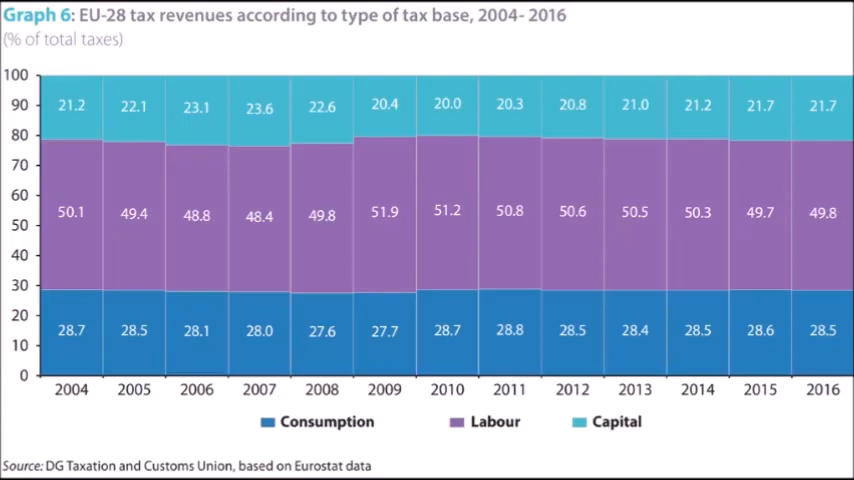 Graph 6: EU-28 tax revenues according to type of tax base, 2004- 2016
(% of total taxes)
100
90
80
70
60
50
40
30
20
10
0
21.2 22.1 23.1 23.6 22.6 20.4 20.0 20.3 20.8 21.0 21.2 21.7 21.7
50.1 49.4 48.8 48.4 49.8 51.9 51.2 50.8 50.6 50.5 50.3 49.7 49.8
28.7 28.5 28.1 28.0 27.6 27.7 28.7 28.8 28.5 28.4 28.5 28.6 28.5
2004 2005 2006 2007 2008 2009 2010 2011 2012 2013 2014 2015 2016
Consumption Labour Capital
Source: DG Taxation and Customs Union, based on Eurostat data